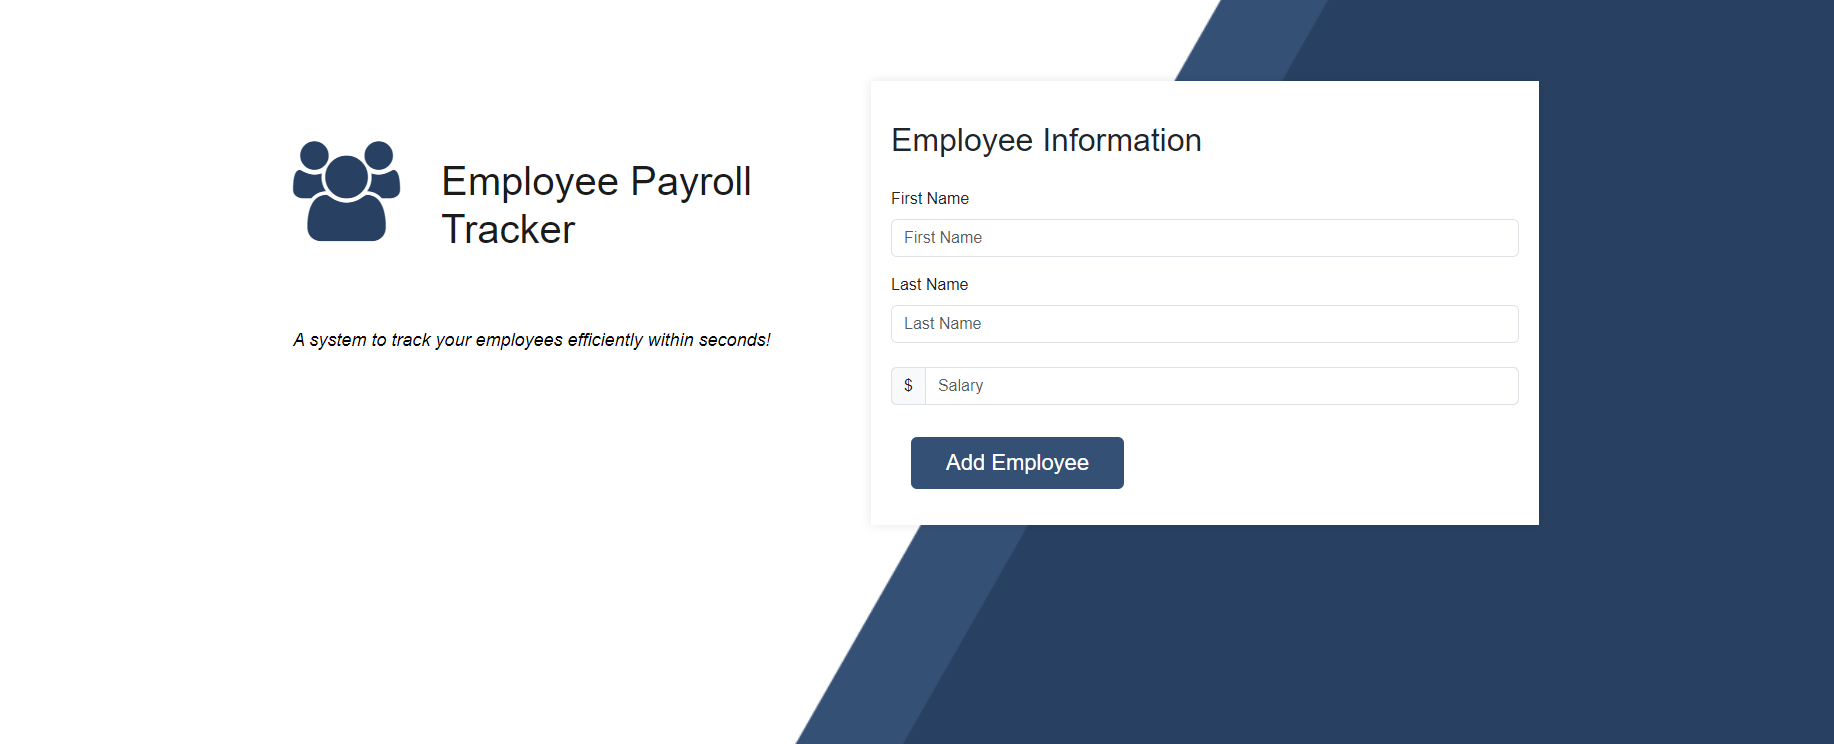 Employee Payroll
Tracker
A system to track your employees efficiently within seconds!
Employee Information
First Name
First Name
Last Name
Last Name
$ Salary
Add Employee